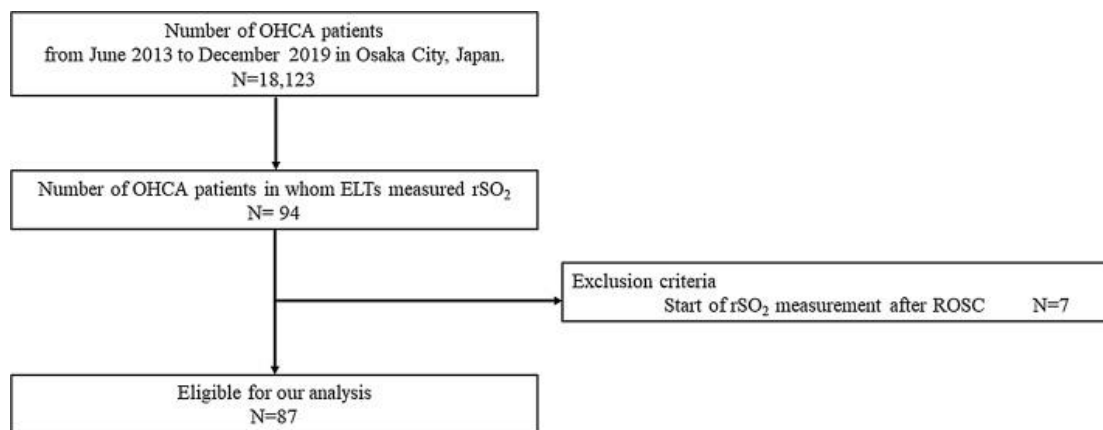 Number of OHCA patients
from June 2013 to December 2019 in Osaka City, Japan.
N=18,123
Number of OHCA patients in whom ELTs measured rSO₂
N= 94
Exclusion criteria
Start of rSO₂ measurement after ROSC N=7
Eligible for our analysis
N=87